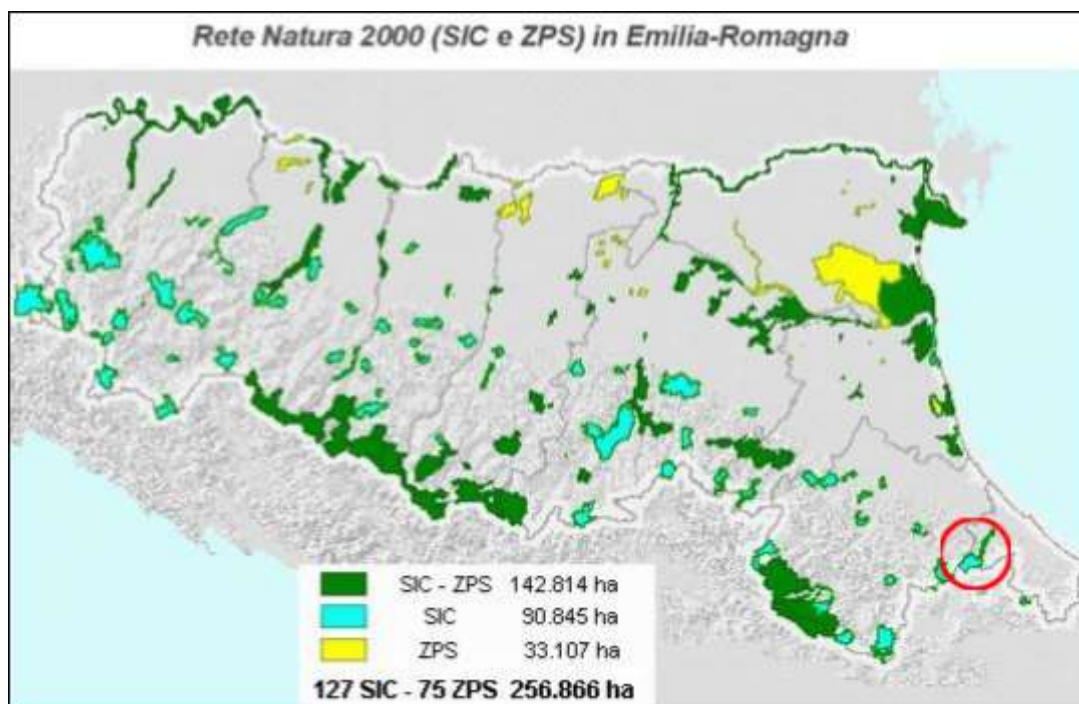 Rete Natura 2000 (SIC e ZPS) in Emilia-Romagna
SIC - ZPS 142.814 ha
SIC 90.845 ha
ZPS 33.107 ha
127 SIC - 75 ZPS 256.866 ha